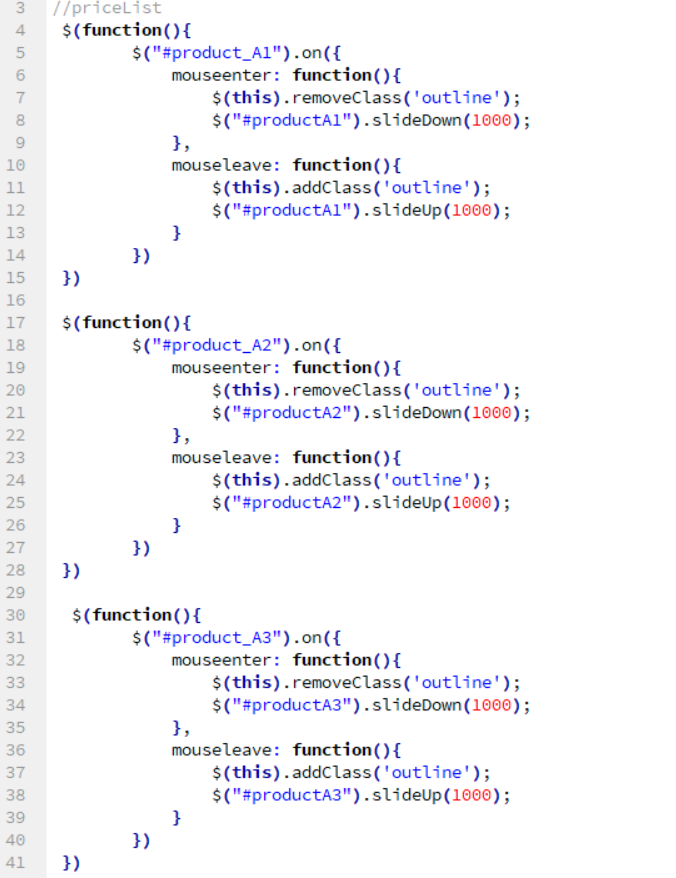 3 //priceList
4 $(function(){
5 $("#product_A1").on({
6 mouseenter: function(){
7 $(this).removeClass('outline');
8 $("#productA1").slideDown(1000);
9 },
10 mouseleave: function(){
11 $(this).addClass('outline');
12 $("#productA1").slideUp(1000);
13 }
14 })
15 })
16
17 $(function(){
18 $("#product_A2").on({
19 mouseenter: function(){
20 $(this).removeClass('outline');
21 $("#productA2").slideDown(1000);
22 },
23 mouseleave: function(){
24 $(this).addClass('outline');
25 $("#productA2").slideUp(1000);
26 }
27 })
28 })
29
30 $(function(){
31 $("#product_A3").on({
32 mouseenter: function(){
33 $(this).removeClass('outline');
34 $("#productA3").slideDown(1000);
35 },
36 mouseleave: function(){
37 $(this).addClass('outline');
38 $("#productA3").slideUp(1000);
39 }
40 })
41 })